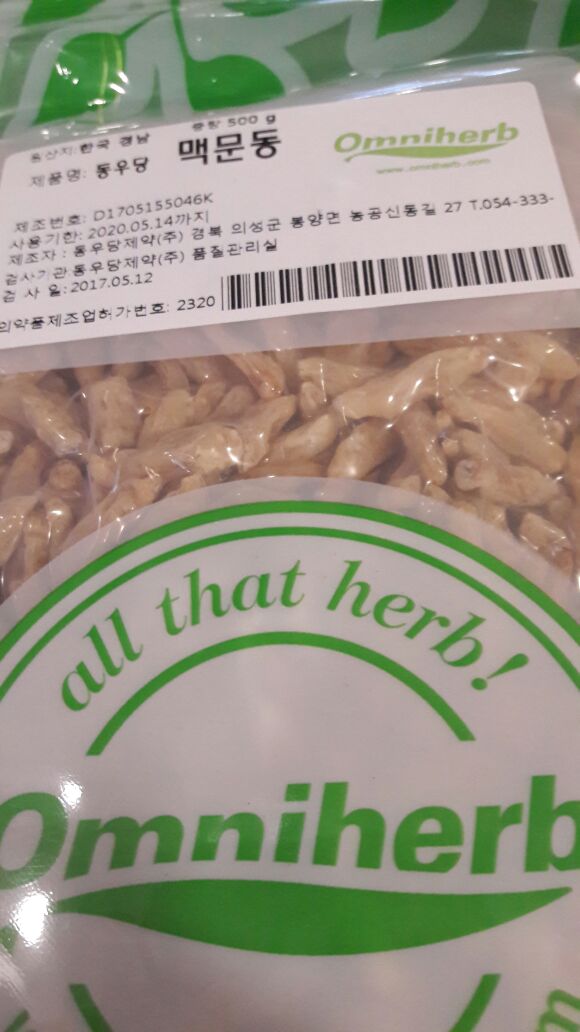 중량 500 g
원산지:한국 경남
맥문동
제품명: 동우당
Omniherb
www.omniherb.com
제조번호: D1705155046K
사용기한: 2020.05.14까지
제조자 : 동우당제약(주) 경북 의성군 봉양면 농공신통길 27 T.054-333-
검사기관동우당제약(주) 품질관리실
검 사 일:2017.05.12
의약품제조업허가번호: 2320
all that herb!
Omniherb